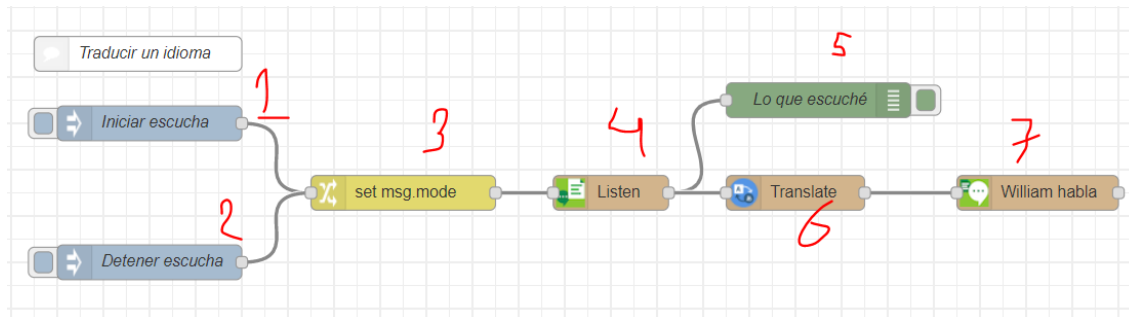 Traducir un idioma
5
Lo que escuché
1
Iniciar escucha
3
4
7
set msg.mode
Listen
Translate
William habla
2
6
Detener escucha